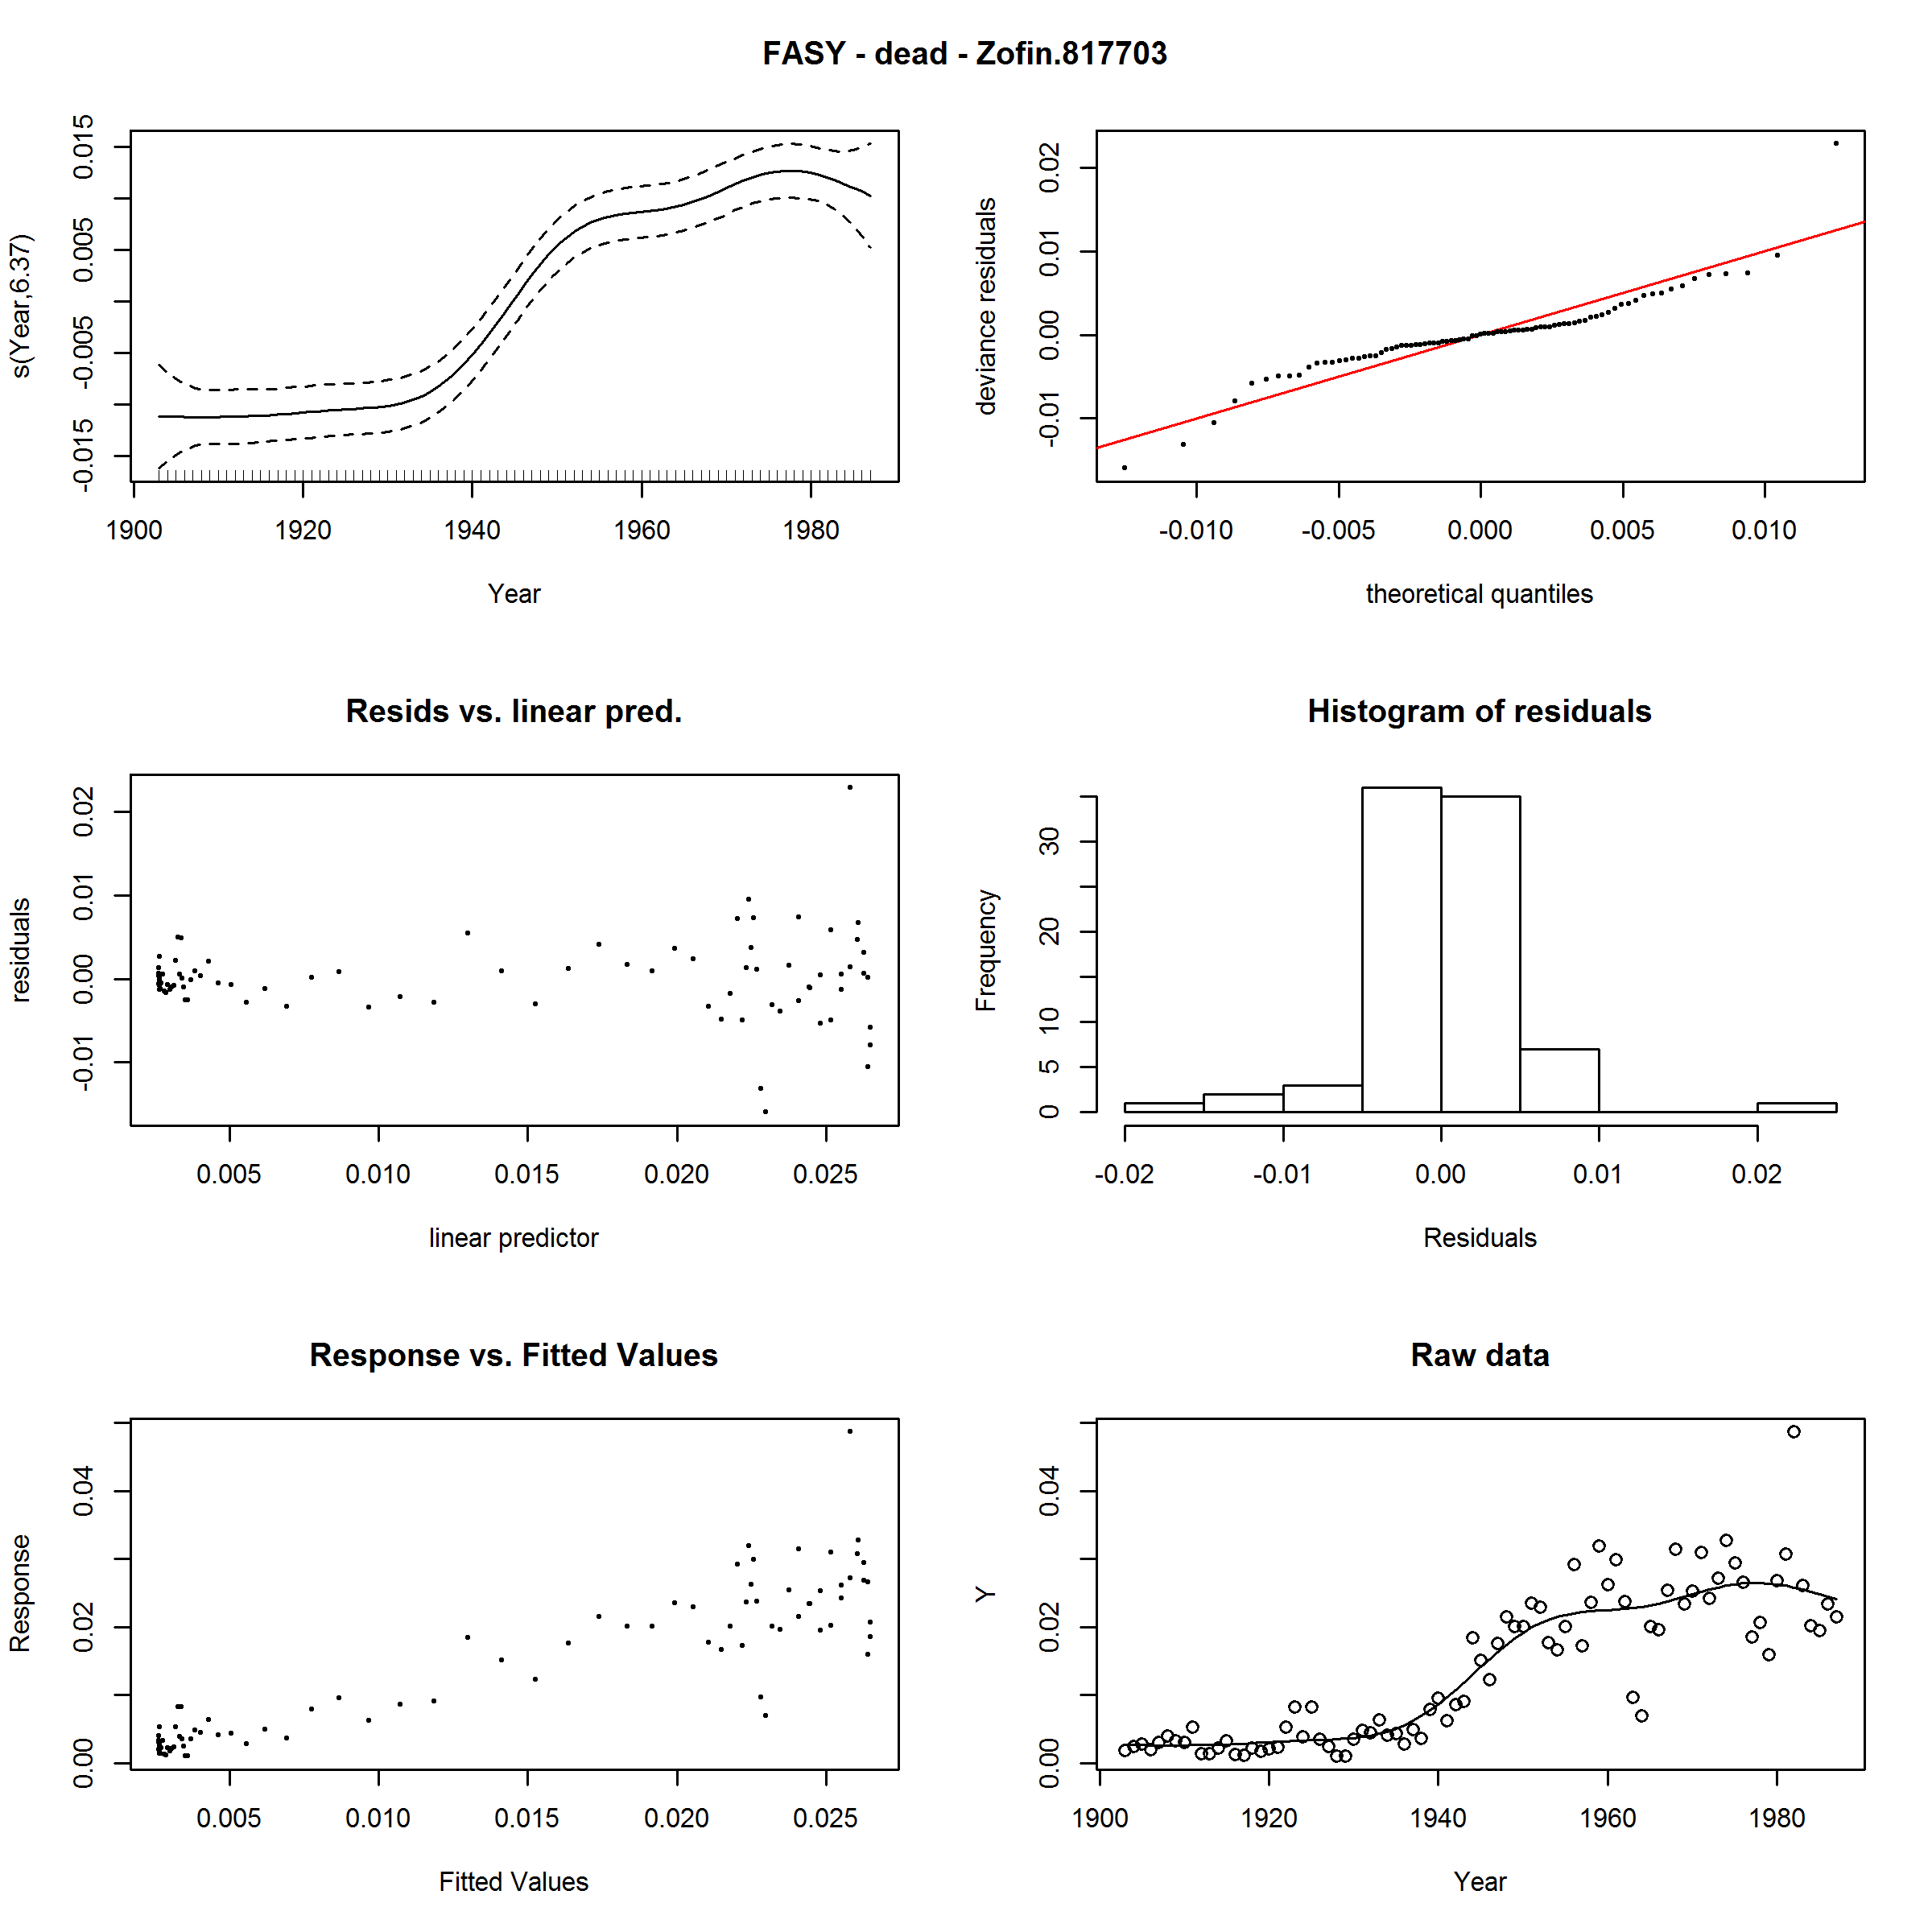 FASY - dead - Zofin.817703
s(Year,6.37)
-0.015 -0.005 0.005 0.015
1900 1920 1940 1960 1980
Year
deviance residuals
-0.01 0.00 0.01 0.02
-0.010 -0.005 0.000 0.005 0.010
theoretical quantiles
Resids vs. linear pred.
residuals
-0.01 0.00 0.01 0.02
0.005 0.010 0.015 0.020 0.025
linear predictor
Histogram of residuals
Frequency
0 5 10 20 30
-0.02 -0.01 0.00 0.01 0.02
Residuals
Response vs. Fitted Values
Response
0.00 0.02 0.04
0.005 0.010 0.015 0.020 0.025
Fitted Values
Raw data
Y
0.00 0.02 0.04
1900 1920 1940 1960 1980
Year